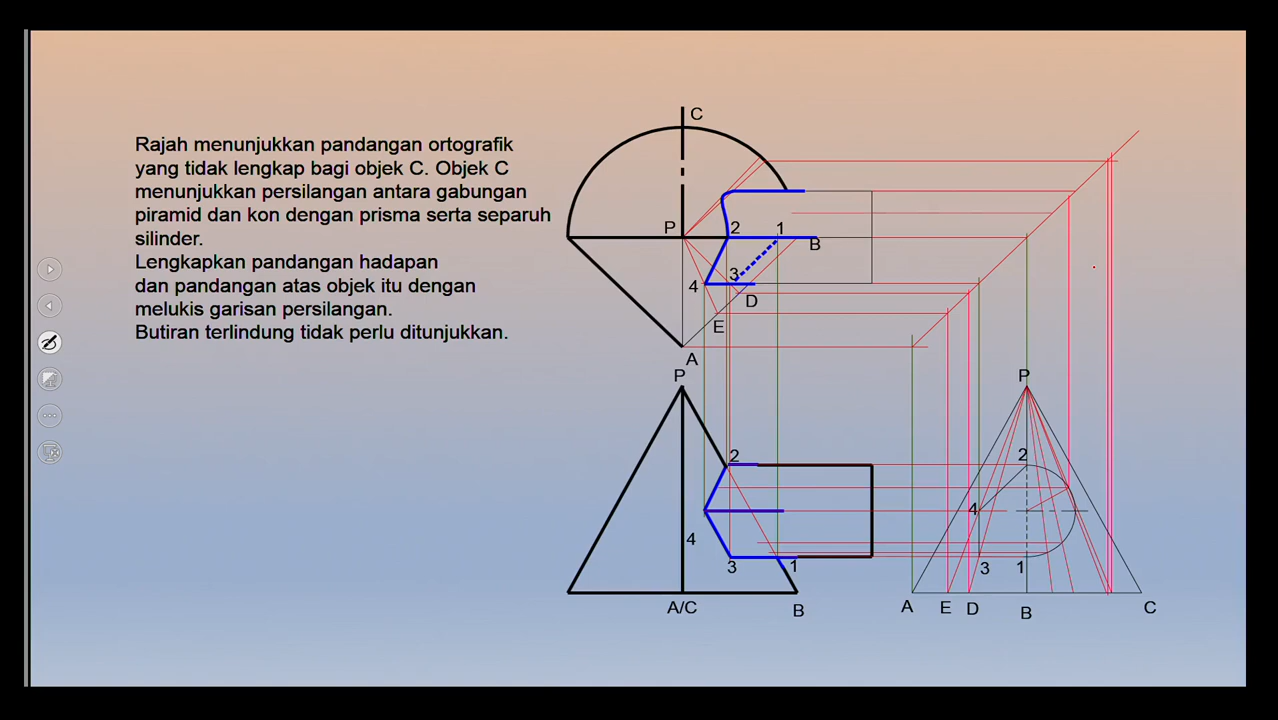 Rajah menunjukkan pandangan ortografik
yang tidak lengkap bagi objek C. Objek C
menunjukkan persilangan antara gabungan
piramid dan kon dengan prisma serta separuh
silinder.
Lengkapkan pandangan hadapan
dan pandangan atas objek itu dengan
melukis garisan persilangan.
Butiran terlindung tidak perlu ditunjukkan.
C
P
2
1
B
3
4
D
E
A
P
2
4
3
1
A/C
B
P
2
4
3
1
A
E
D
B
C